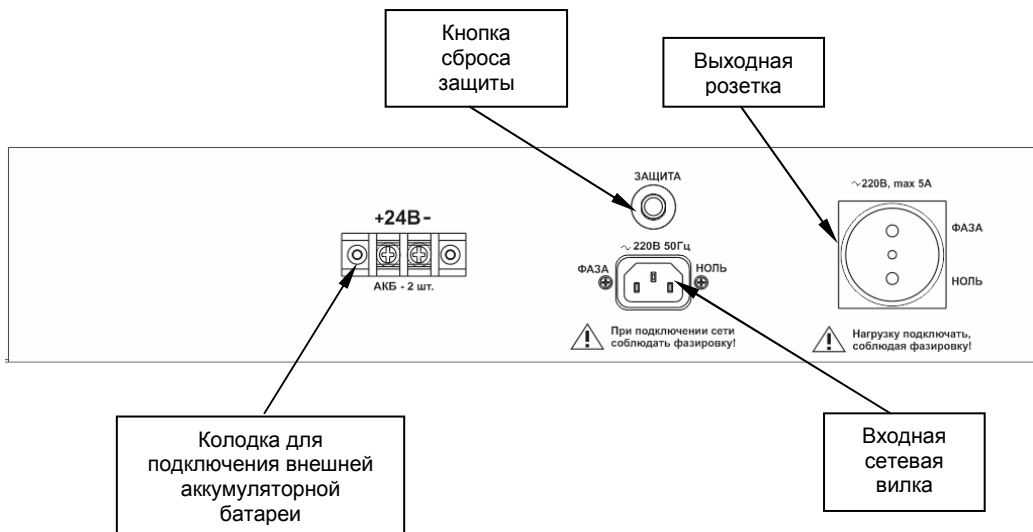 Кнопка
сброса
защиты
Выходная
розетка
ЗАЩИТА
~220В, max 5А
+24В-
ФАЗА
~ 220В 50Гц
ФАЗА
НОЛЬ
НОЛЬ
АКБ - 2 шт.
При подключении сети
соблюдать фазировку!
Нагрузку подключать,
соблюдая фазировку!
Колодка для
подключения внешней
аккумуляторной
батареи
Входная
сетевая
вилка